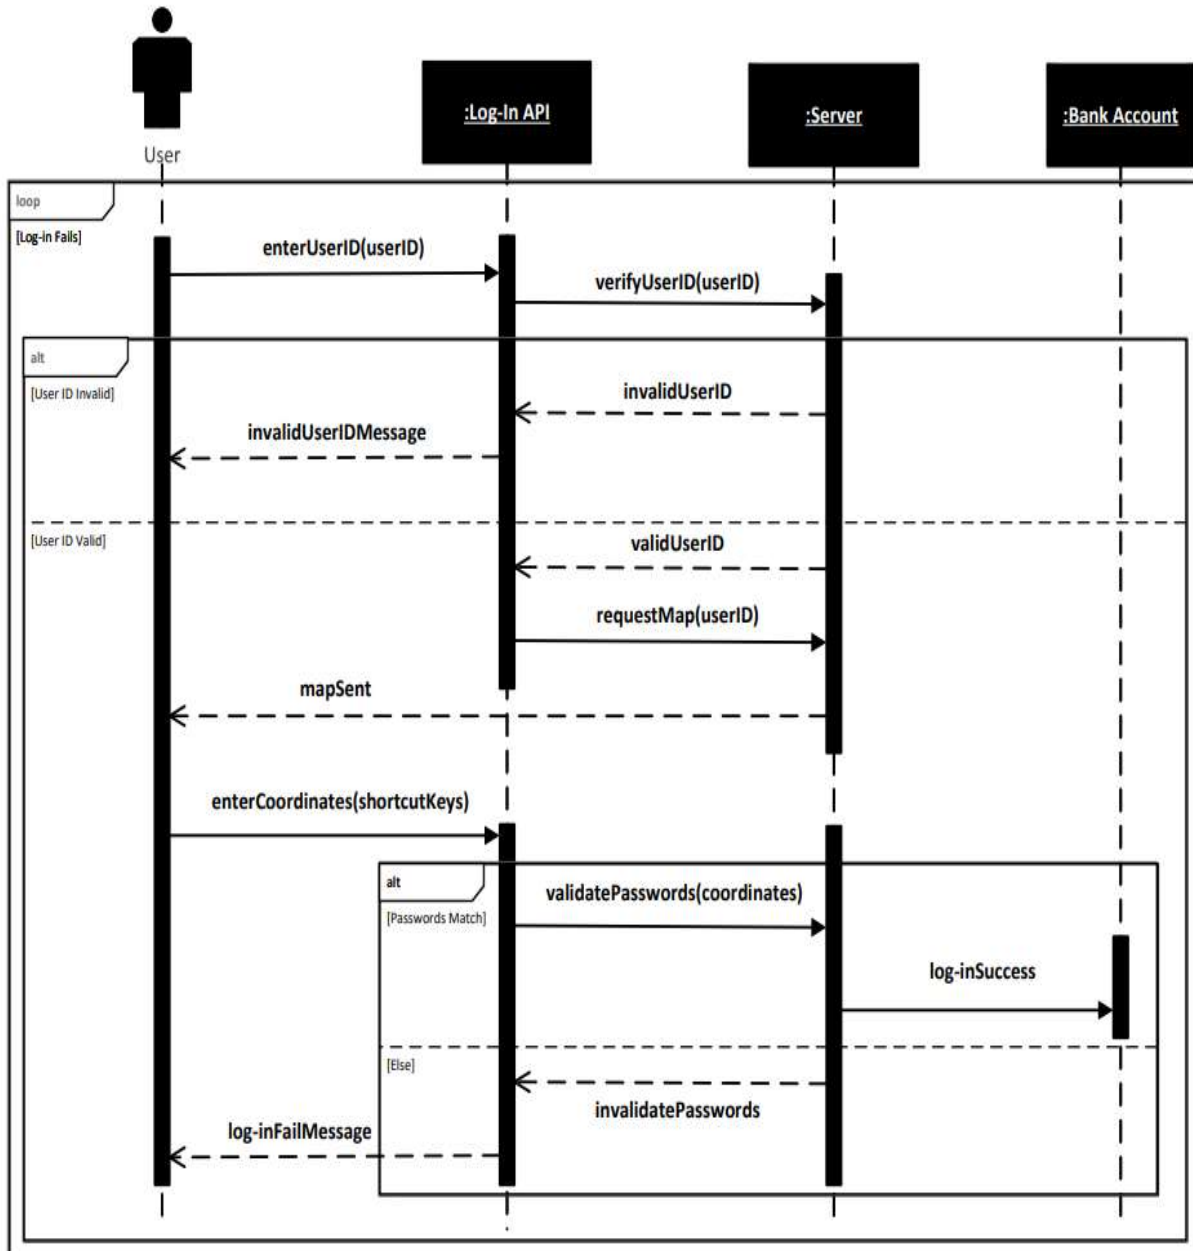 User
:Log-In API
:Server
:Bank Account
loop
[Log-in Fails]
enterUserID(userID)
verifyUserID(userID)
alt
[User ID Invalid]
invalidUserID
invalidUserIDMessage
[User ID Valid]
validUserID
requestMap(userID)
mapSent
enterCoordinates(shortcutKeys)
alt
validatePasswords(coordinates)
[Passwords Match]
log-inSuccess
[Else]
invalidatePasswords
log-inFailMessage